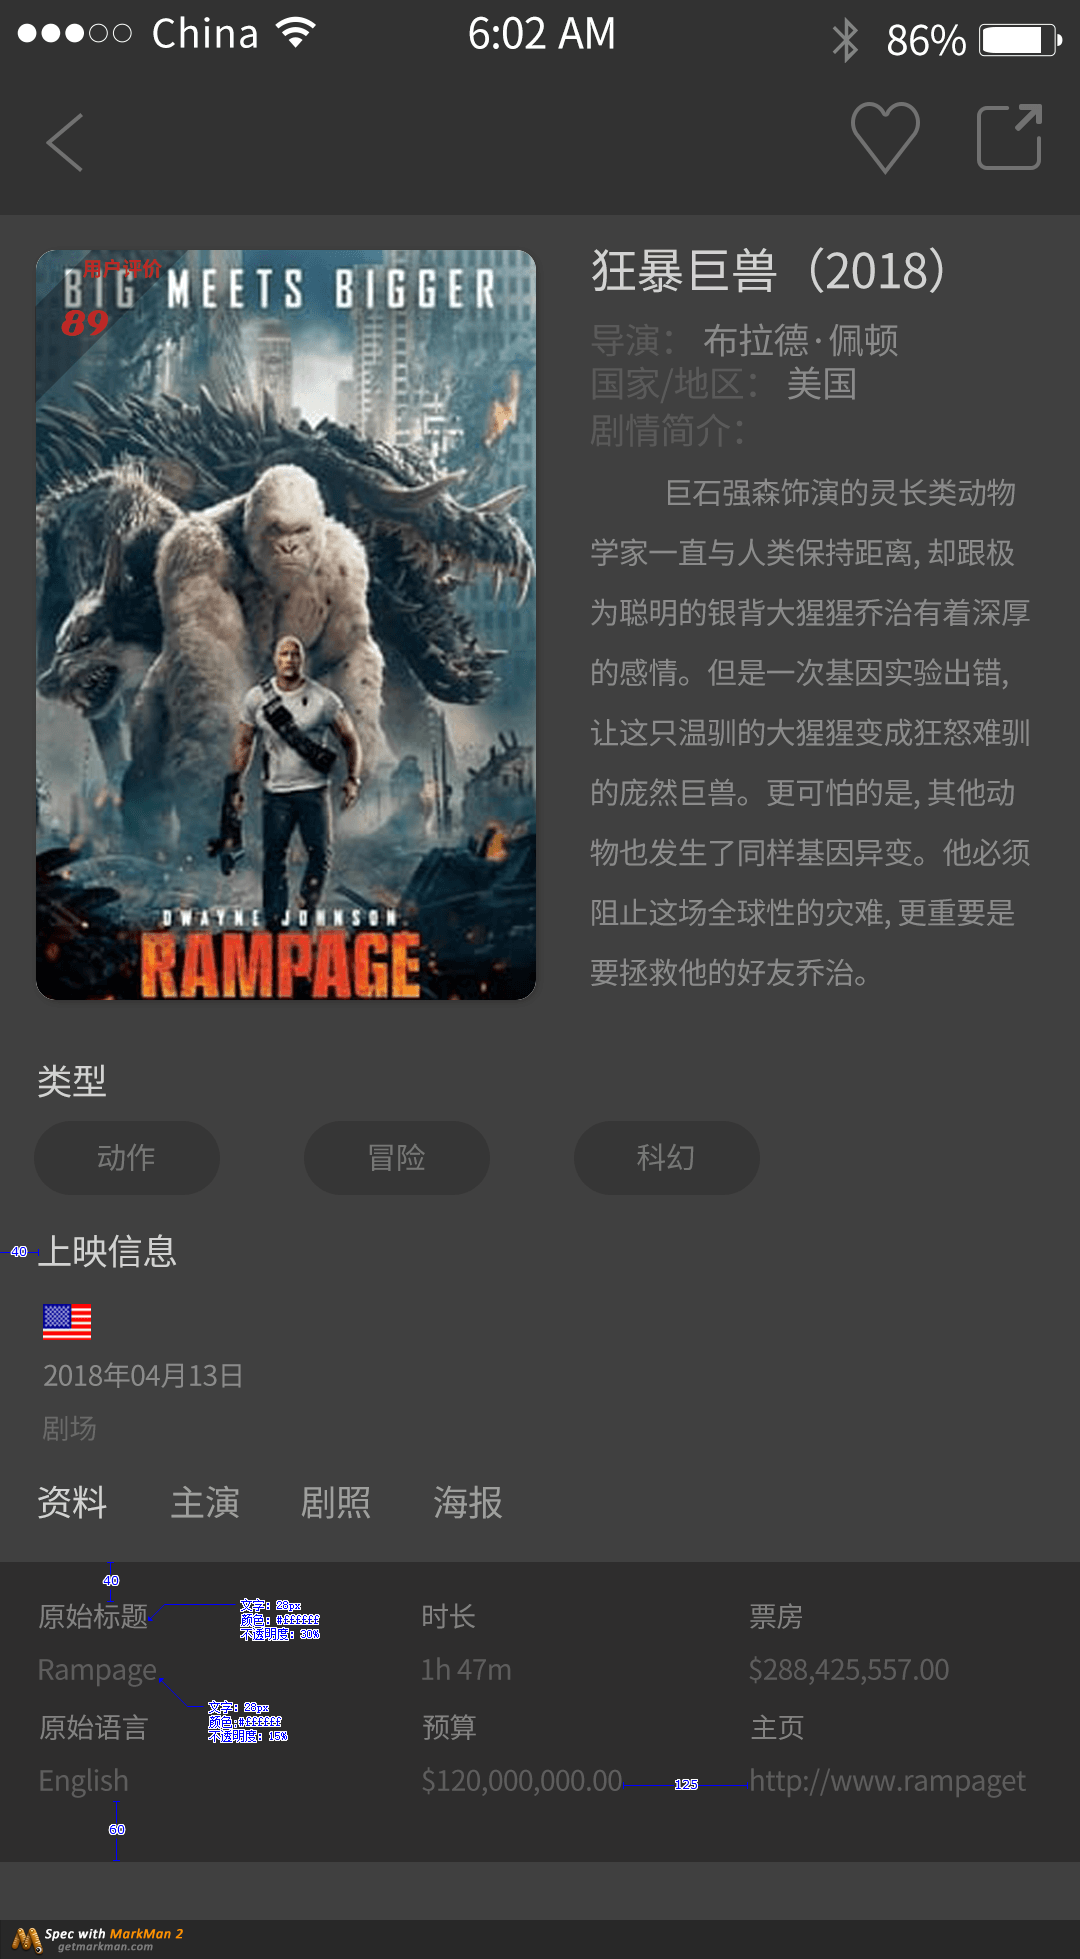 China
6:02 AM
86%
用户评价
BIG MEETS BIGGER
89
DWAYNE JOHNSON
RAMPAGE
狂暴巨兽（2018）
导演： 布拉德·佩顿
国家/地区： 美国
剧情简介：
巨石强森饰演的灵长类动物
学家一直与人类保持距离, 却跟极
为聪明的银背大猩猩乔治有着深厚
的感情。但是一次基因实验出错,
让这只温驯的大猩猩变成狂怒难驯
的庞然巨兽。更可怕的是, 其他动
物也发生了同样基因异变。他必须
阻止这场全球性的灾难, 更重要是
要拯救他的好友乔治。
类型
动作 冒险 科幻
40
上映信息
2018年04月13日
剧场
资料 主演 剧照 海报
40
原始标题 时长 票房
文字: 28px
颜色: #ffffff
不透明度: 30%
Rampage 1h 47m $288,425,557.00
文字: 28px
颜色:#ffffff
不透明度: 15%
原始语言 预算 主页
English $120,000,000.00 125 http://www.rampaget
60
Spec with MarkMan 2
getmarkman.com